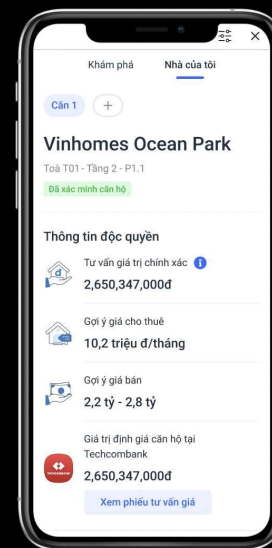 Khám phá Nhà của tôi
Căn 1 +
Vinhomes Ocean Park
Toà T01 - Tầng 2 - P1.1
Đã xác minh căn hộ
Thông tin độc quyền
Tư vấn giá trị chính xác i
2,650,347,000đ
Gợi ý giá cho thuê
10,2 triệu đ/tháng
Gợi ý giá bán
2,2 tỷ - 2,8 tỷ
Giá trị định giá căn hộ tại
Techcombank
2,650,347,000đ
TECHCOMBANK
Xem phiếu tư vấn giá